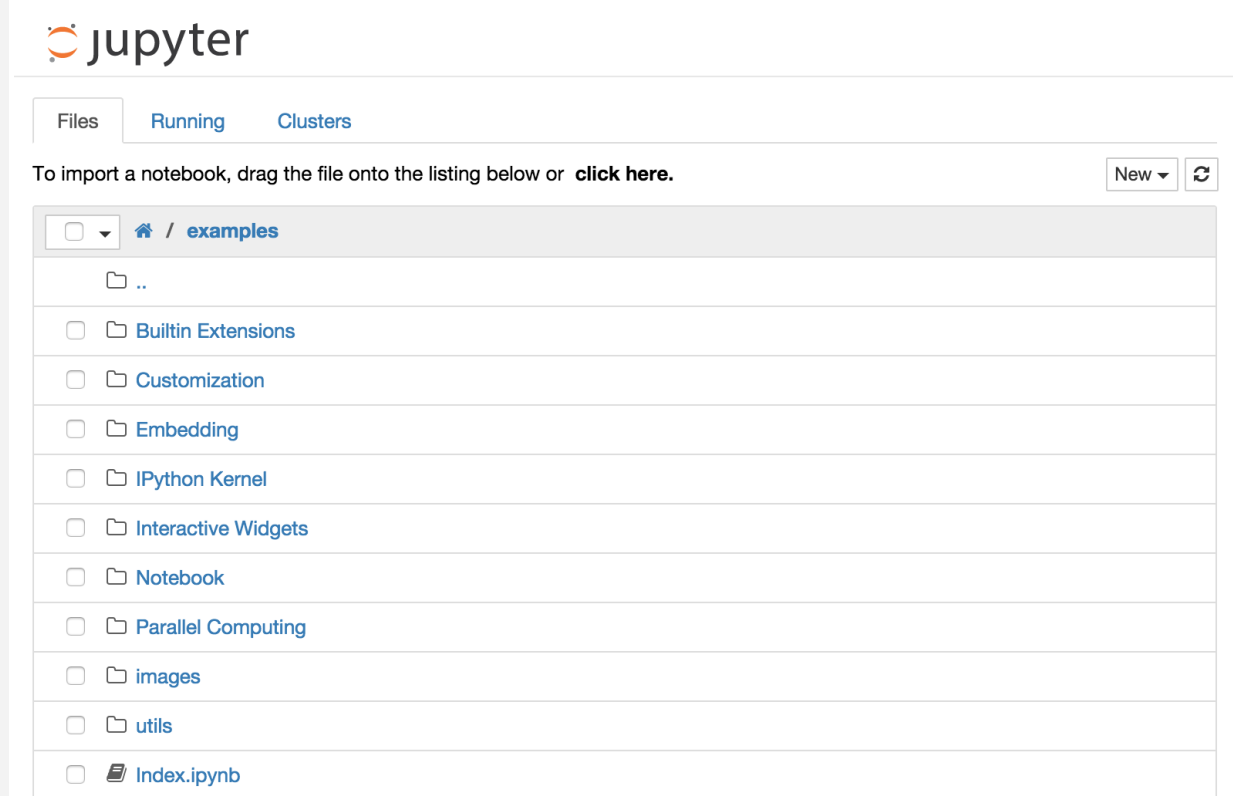 jupyter
Files Running Clusters
To import a notebook, drag the file onto the listing below or click here. New
/ examples
..
Builtin Extensions
Customization
Embedding
IPython Kernel
Interactive Widgets
Notebook
Parallel Computing
images
utils
Index.ipynb